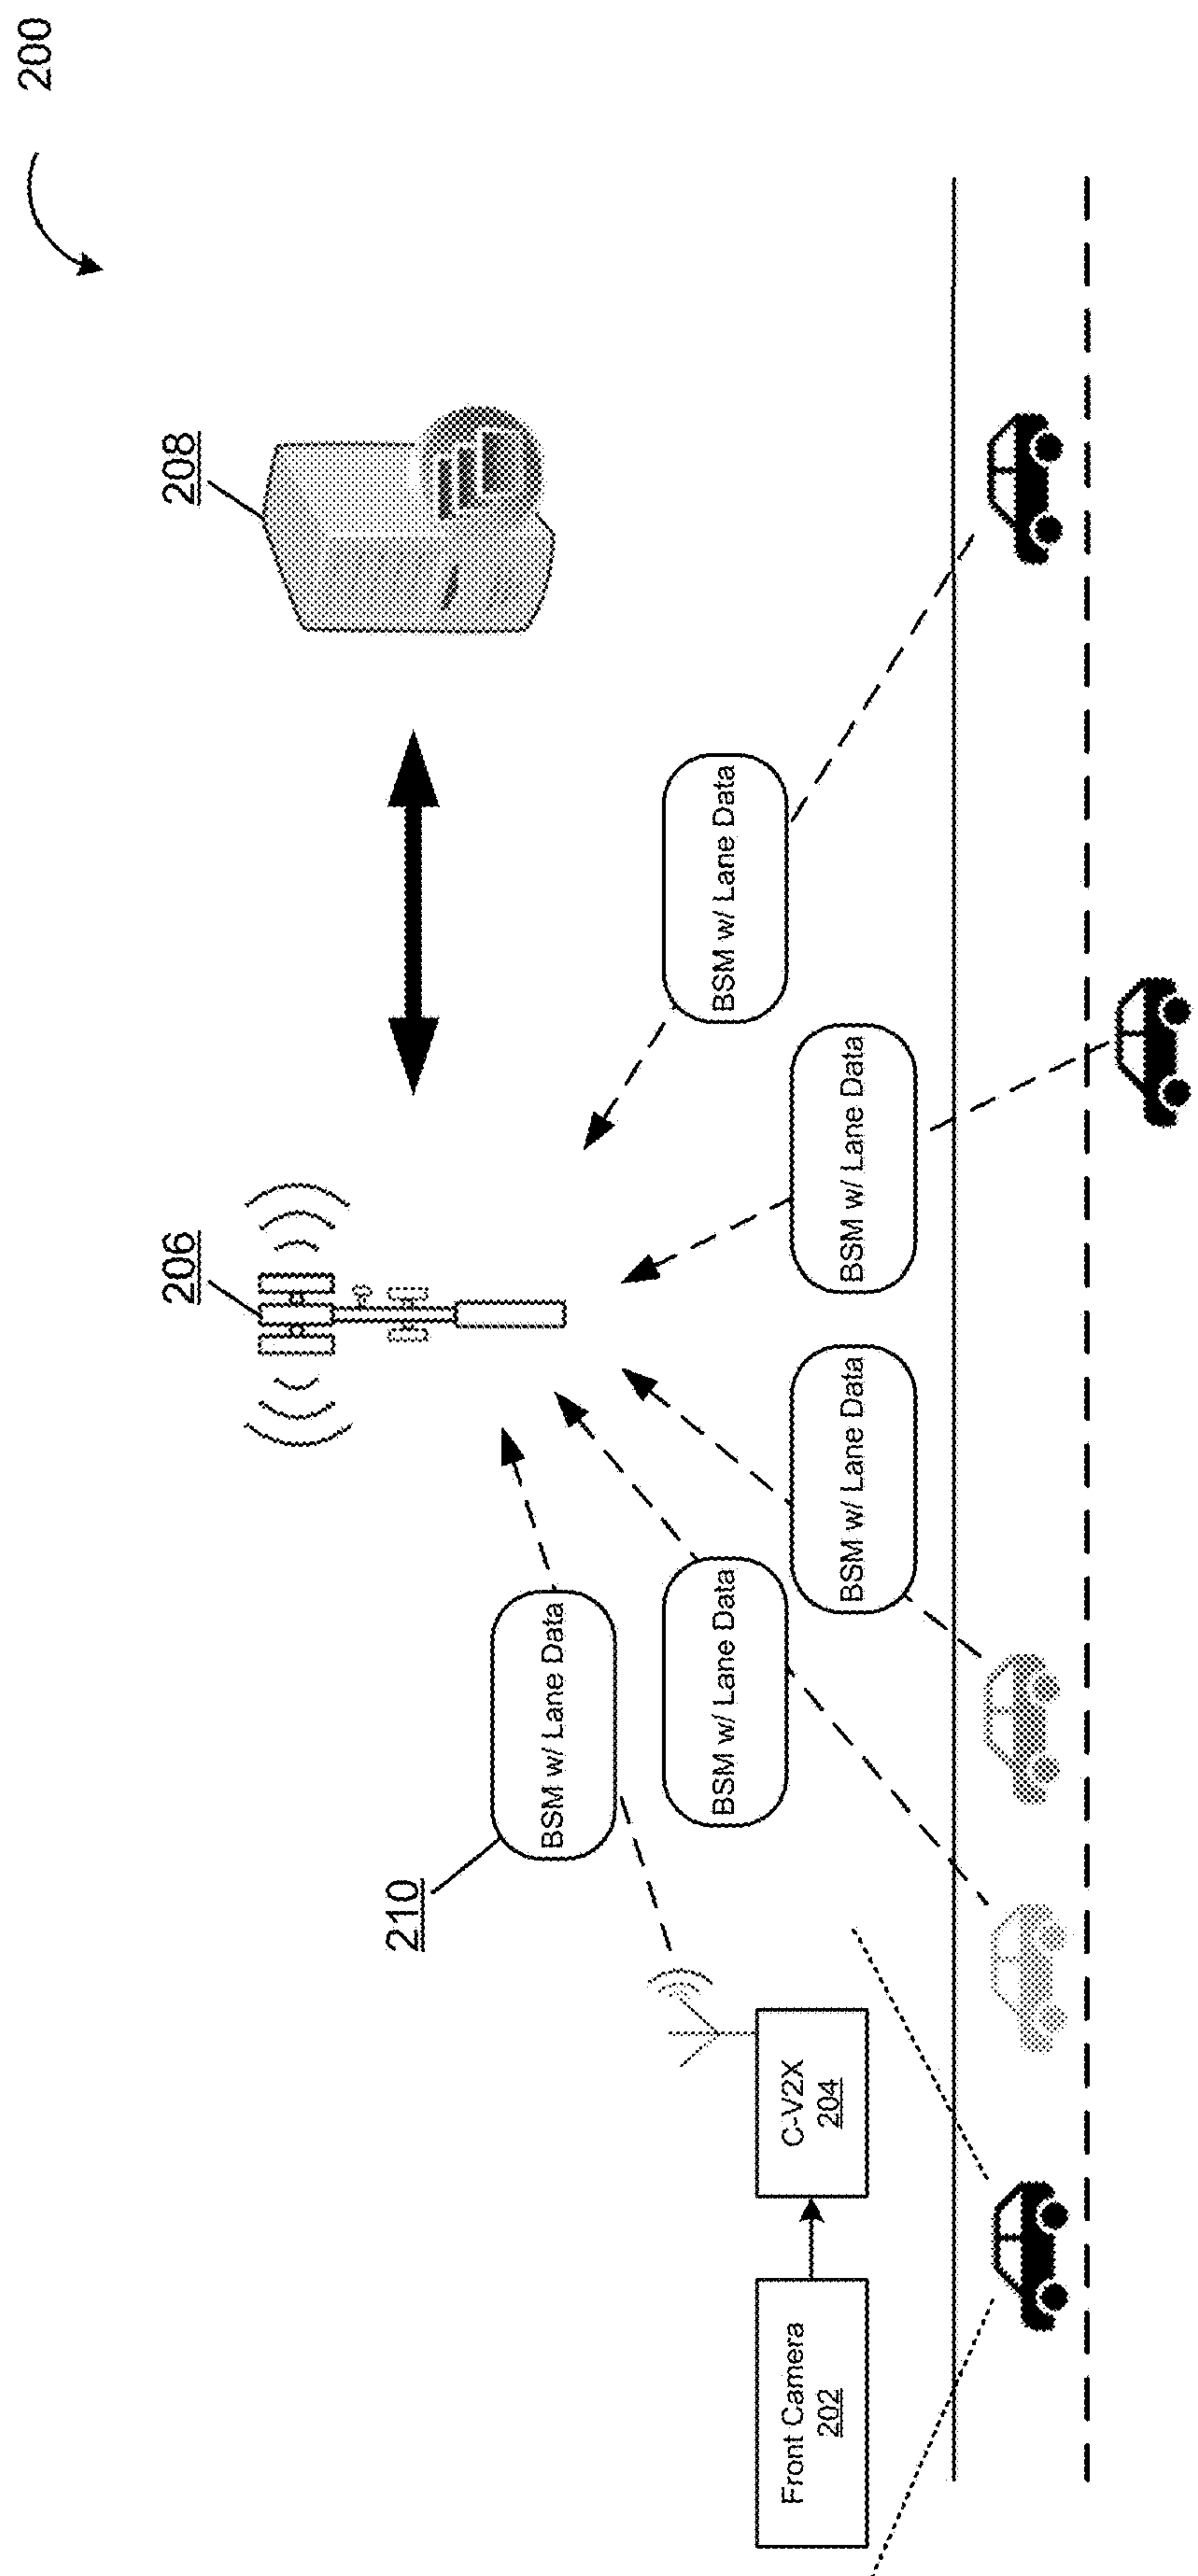 200
206
208
210
BSM w/ Lane Data
BSM w/ Lane Data
BSM w/ Lane Data
BSM w/ Lane Data
BSM w/ Lane Data
Front Camera
202
C-V2X
204